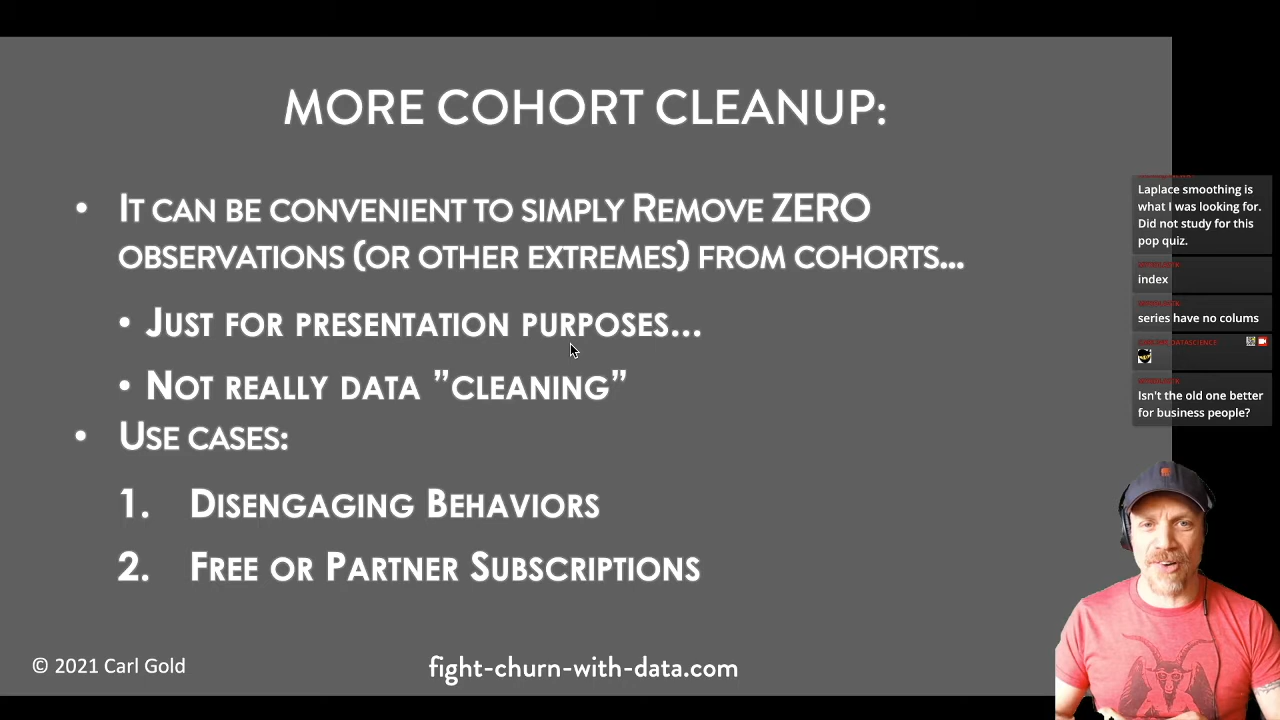 MORE COHORT CLEANUP:
• IT CAN BE CONVENIENT TO SIMPLY REMOVE ZERO
OBSERVATIONS (OR OTHER EXTREMES) FROM COHORTS...
• JUST FOR PRESENTATION PURPOSES...
• NOT REALLY DATA ”CLEANING”
• USE CASES:
1. DISENGAGING BEHAVIORS
2. FREE OR PARTNER SUBSCRIPTIONS
© 2021 Carl Gold
fight-churn-with-data.com
Laplace smoothing is
what I was looking for.
Did not study for this
pop quiz.
index
series have no colums
Isn't the old one better
for business people?